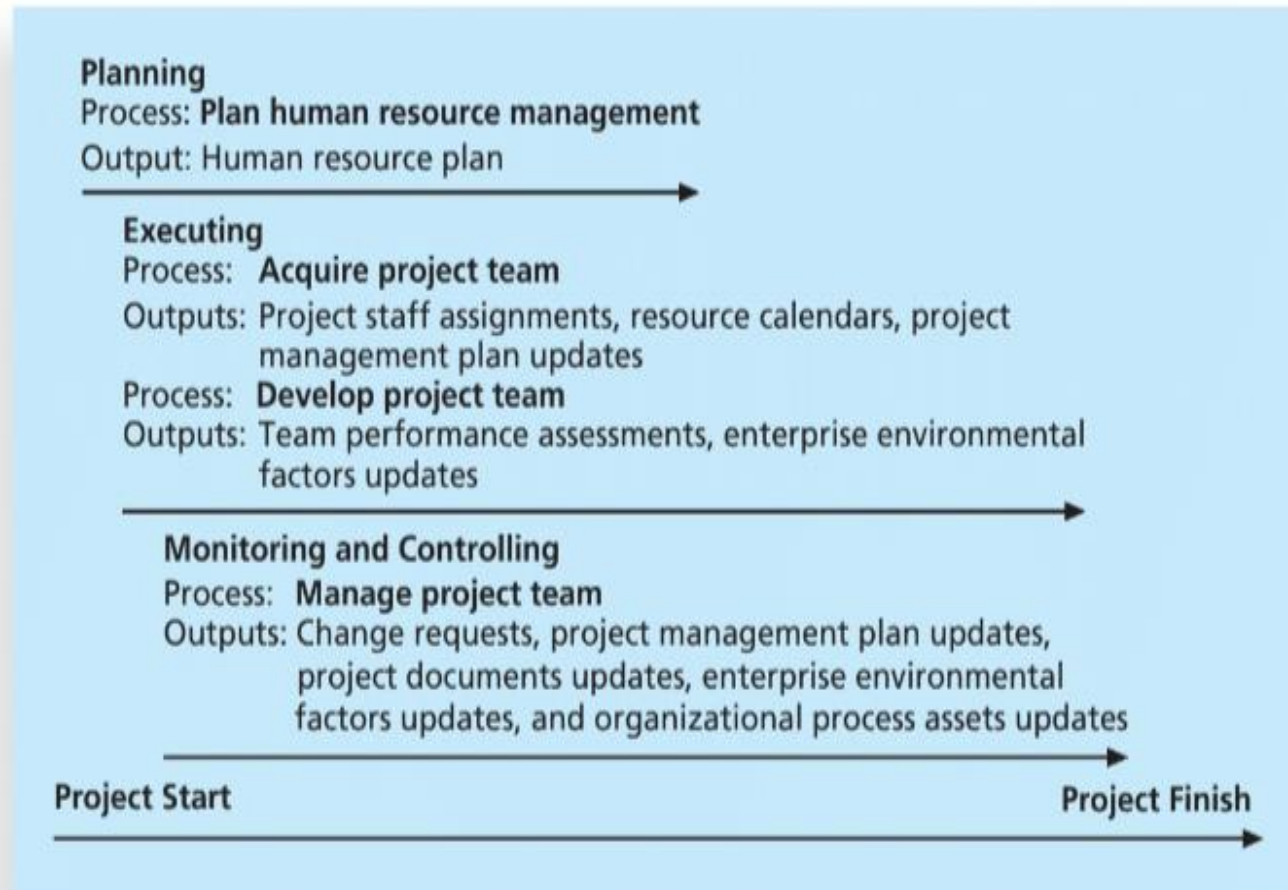 Planning
Process: Plan human resource management
Output: Human resource plan
Executing
Process: Acquire project team
Outputs: Project staff assignments, resource calendars, project
management plan updates
Process: Develop project team
Outputs: Team performance assessments, enterprise environmental
factors updates
Monitoring and Controlling
Process: Manage project team
Outputs: Change requests, project management plan updates,
project documents updates, enterprise environmental
factors updates, and organizational process assets updates
Project Start
Project Finish